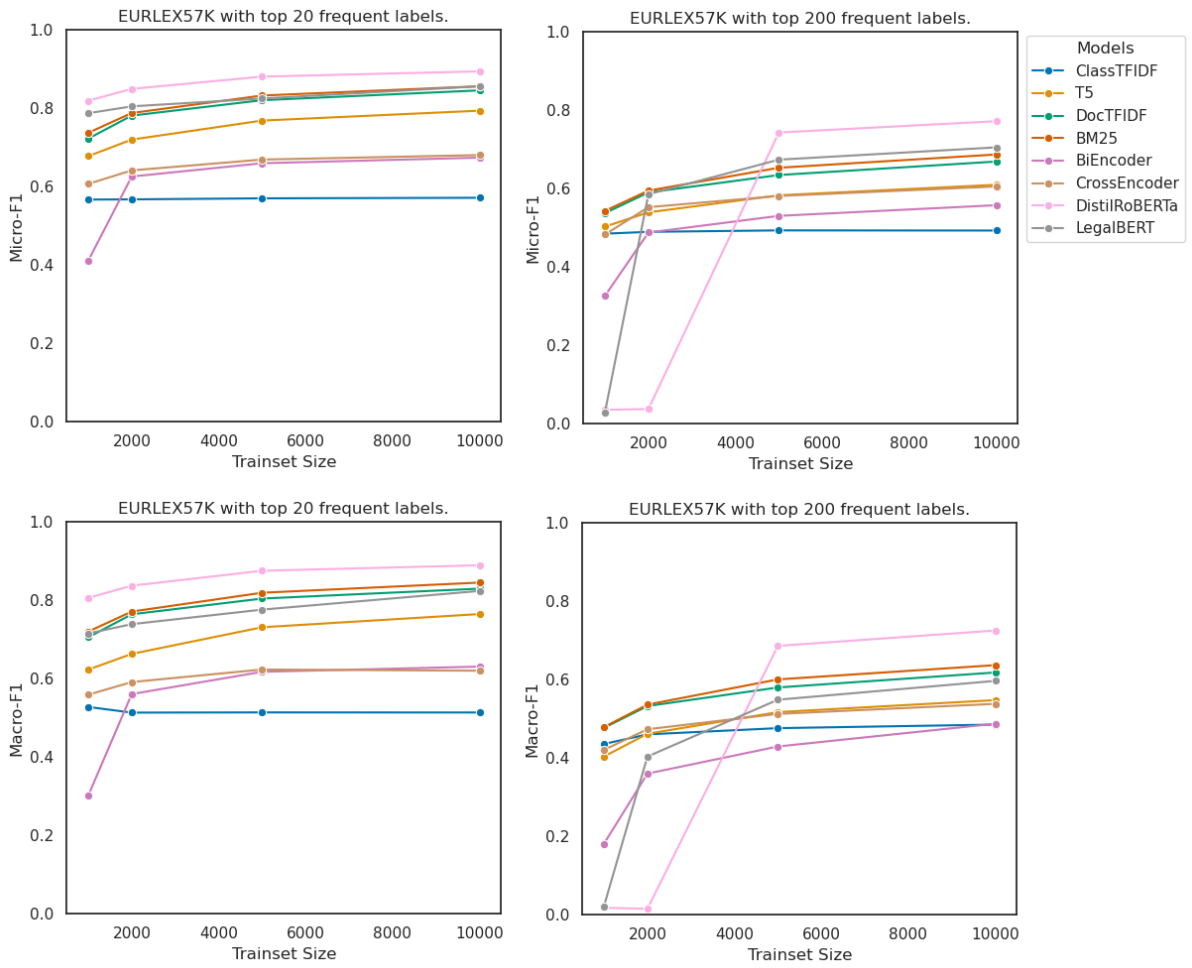 EURLEX57K with top 20 frequent labels.
1.0
0.8
0.6
0.4
0.2
0.0
Micro-F1
2000 4000 6000 8000 10000
Trainset Size
EURLEX57K with top 200 frequent labels.
1.0
0.8
0.6
0.4
0.2
0.0
Micro-F1
2000 4000 6000 8000 10000
Trainset Size
Models
ClassTFIDF
T5
DocTFIDF
BM25
BiEncoder
CrossEncoder
DistilRoBERTa
LegalBERT
EURLEX57K with top 20 frequent labels.
1.0
0.8
0.6
0.4
0.2
0.0
Macro-F1
2000 4000 6000 8000 10000
Trainset Size
EURLEX57K with top 200 frequent labels.
1.0
0.8
0.6
0.4
0.2
0.0
Macro-F1
2000 4000 6000 8000 10000
Trainset Size